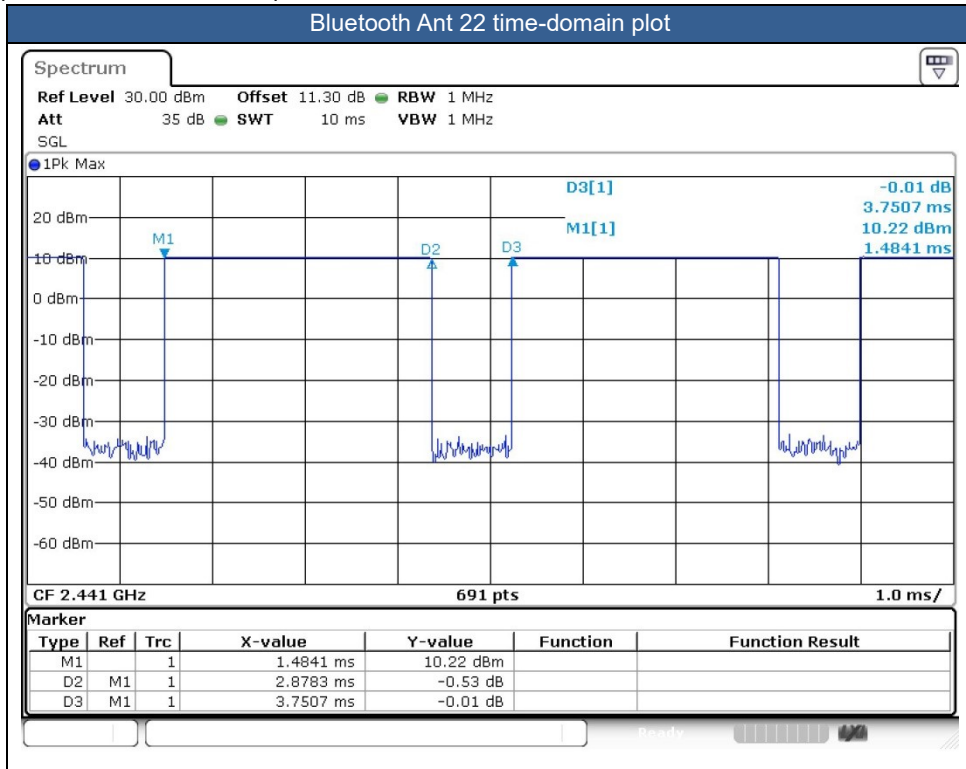 Bluetooth Ant 22 time-domain plot
Spectrum
Ref Level 30.00 dBm Offset 11.30 dB RBW 1 MHz
Att 35 dB SWT 10 ms VBW 1 MHz
SGL
1Pk Max
D3[1] -0.01 dB
3.7507 ms
M1[1] 10.22 dBm
1.4841 ms
20 dBm
M1
D2
D3
10 dBm
0 dBm
-10 dBm
-20 dBm
-30 dBm
-40 dBm
-50 dBm
-60 dBm
CF 2.441 GHz 691 pts 1.0 ms/
Marker
Type Ref Trc X-value Y-value Function Function Result
M1 1 1.4841 ms 10.22 dBm
D2 M1 1 2.8783 ms -0.53 dB
D3 M1 1 3.7507 ms -0.01 dB
Ready